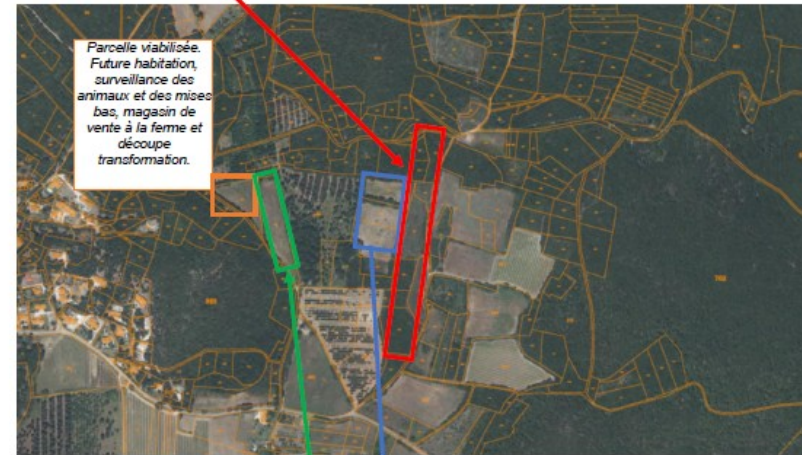 Parcelle viabilisée.
Future habitation,
surveillance des
animaux et des mises
bas, magasin de
vente à la ferme et
découpe
transformation.